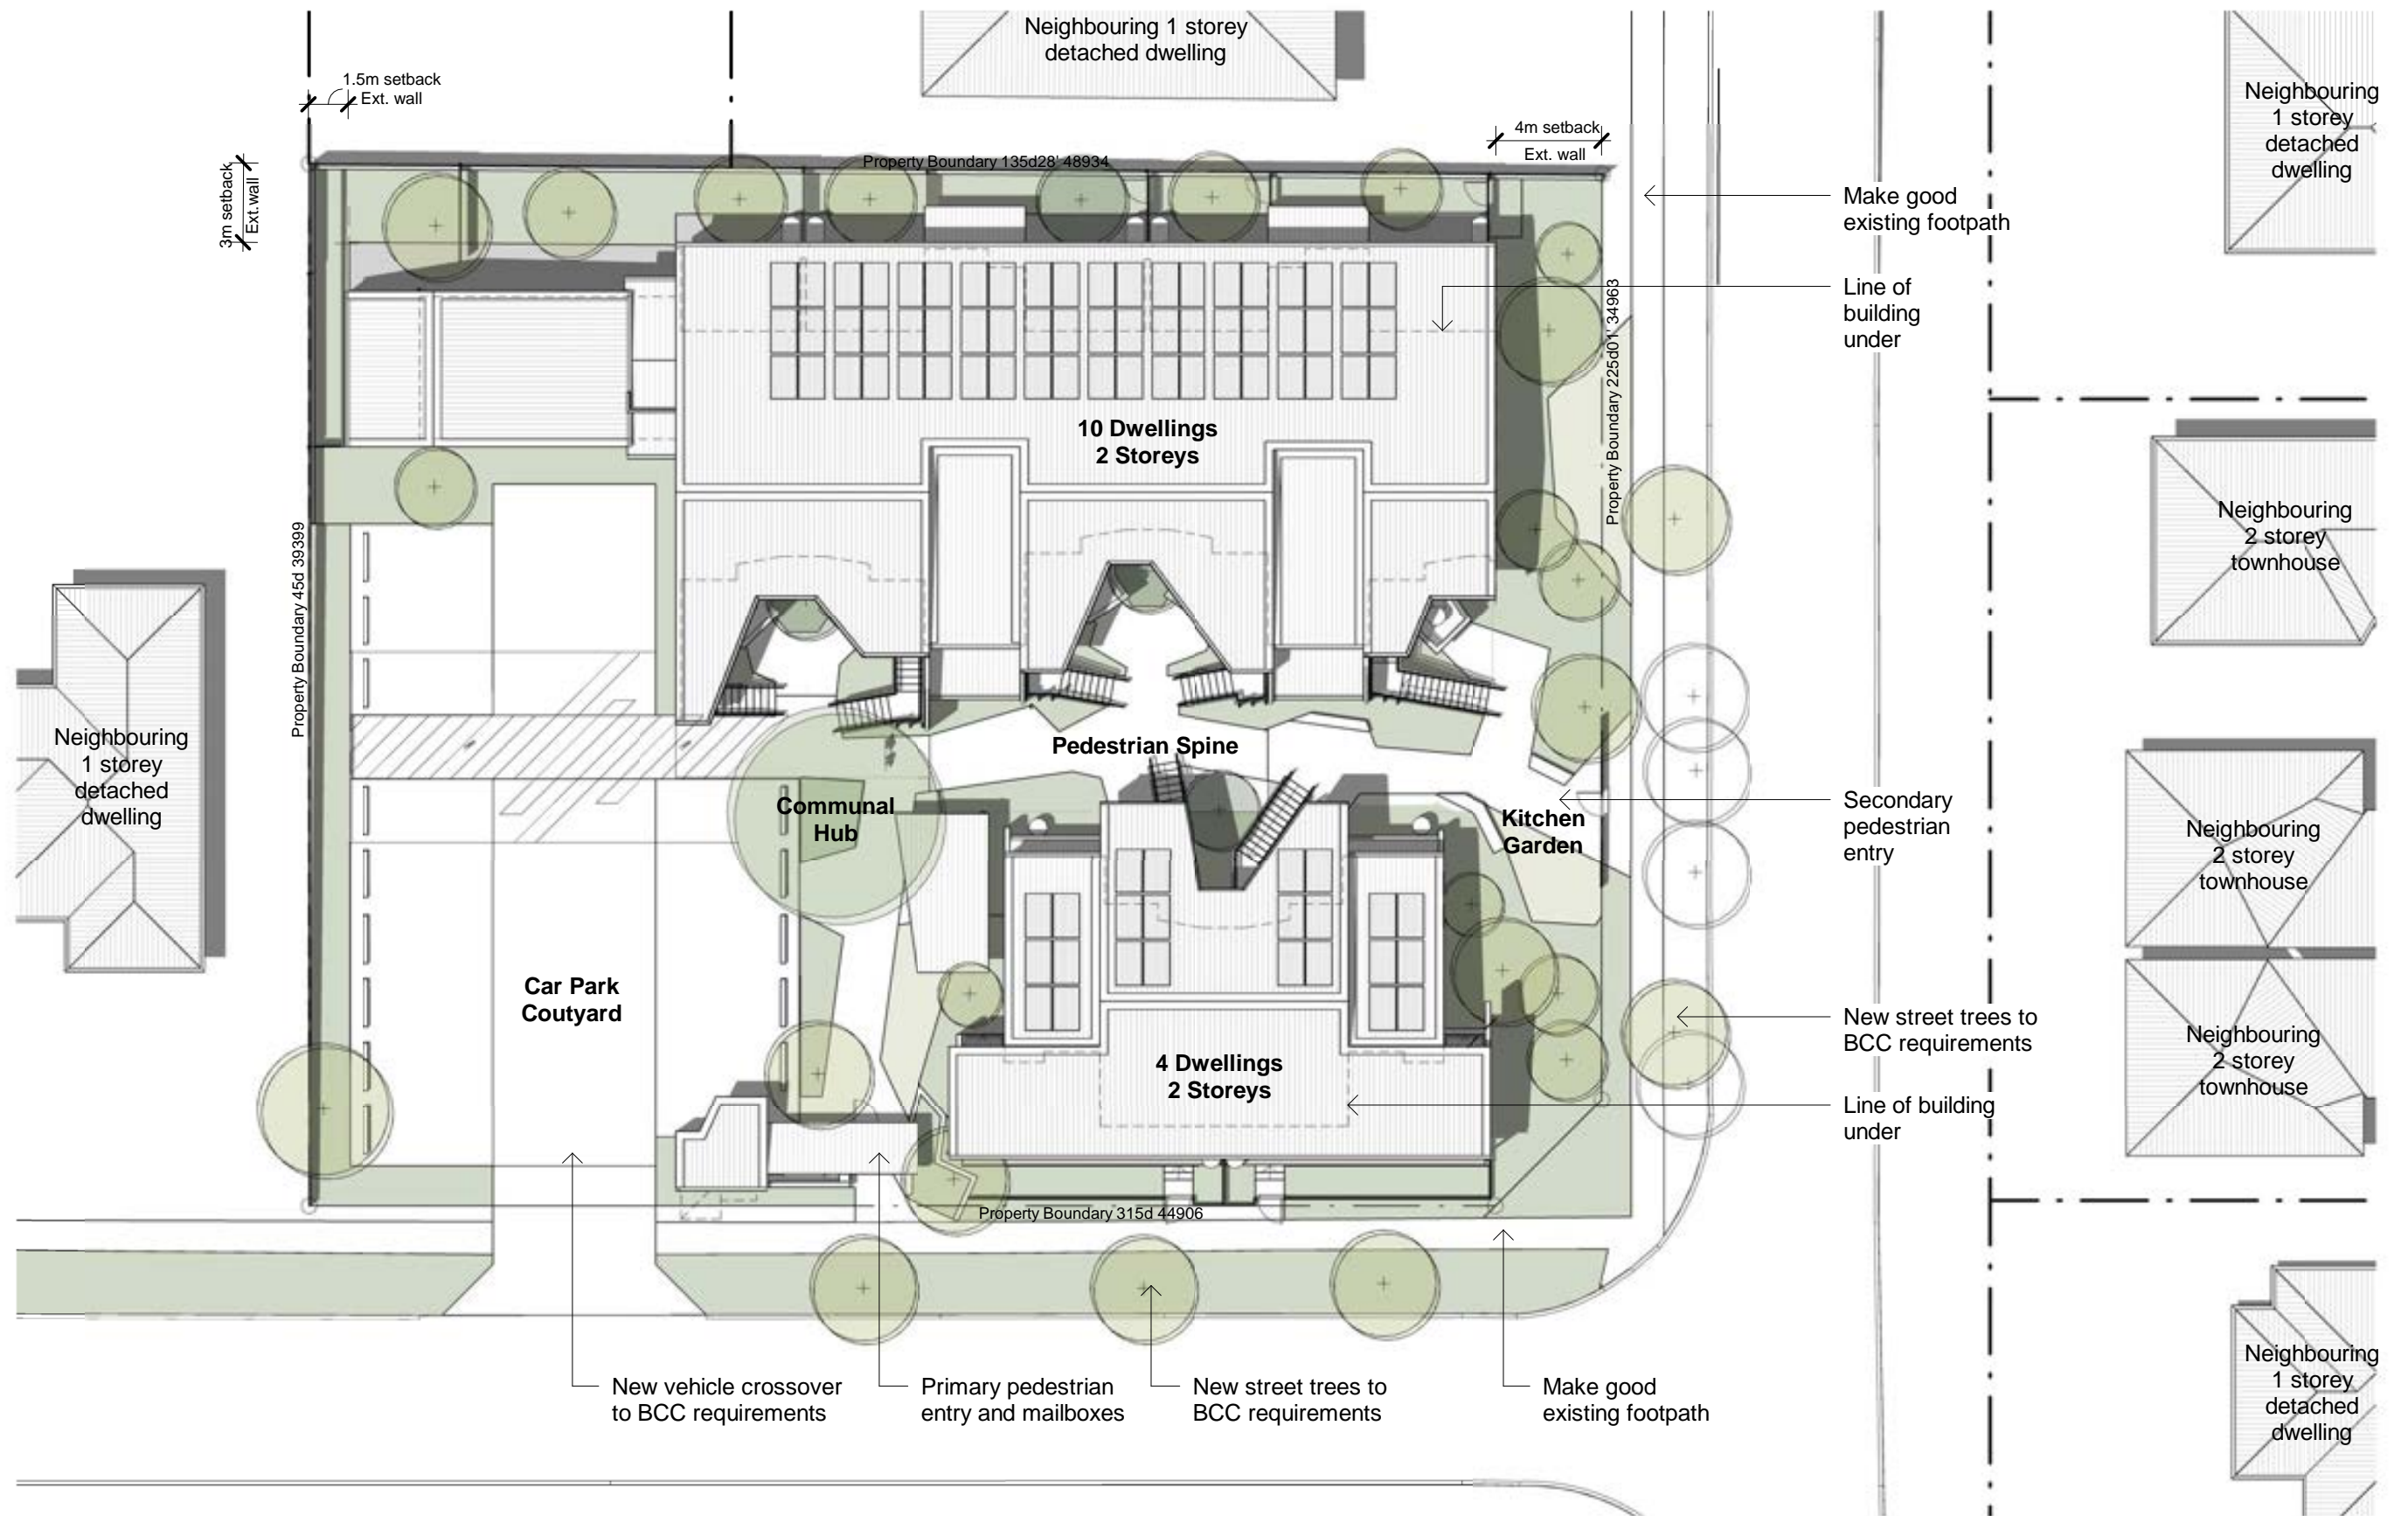 Neighbouring 1 storey
detached dwelling
1.5m setback
Ext. wall
4m setback
Ext. wall
3m setback
Ext.wall
Property Boundary 135d28' 48934
Neighbouring
1 storey
detached
dwelling
Make good
existing footpath
Line of
building
under
Property Boundary 225d01' 34963
10 Dwellings
2 Storeys
Neighbouring
2 storey
townhouse
Property Boundary 45d 39399
Neighbouring
1 storey
detached
dwelling
Pedestrian Spine
Communal
Hub
Kitchen
Garden
Secondary
pedestrian
entry
Neighbouring
2 storey
townhouse
Car Park
Coutyard
New street trees to
BCC requirements
Neighbouring
2 storey
townhouse
4 Dwellings
2 Storeys
Line of building
under
Property Boundary 315d 44906
New vehicle crossover
to BCC requirements
Primary pedestrian
entry and mailboxes
New street trees to
BCC requirements
Make good
existing footpath
Neighbouring
1 storey
detached
dwelling